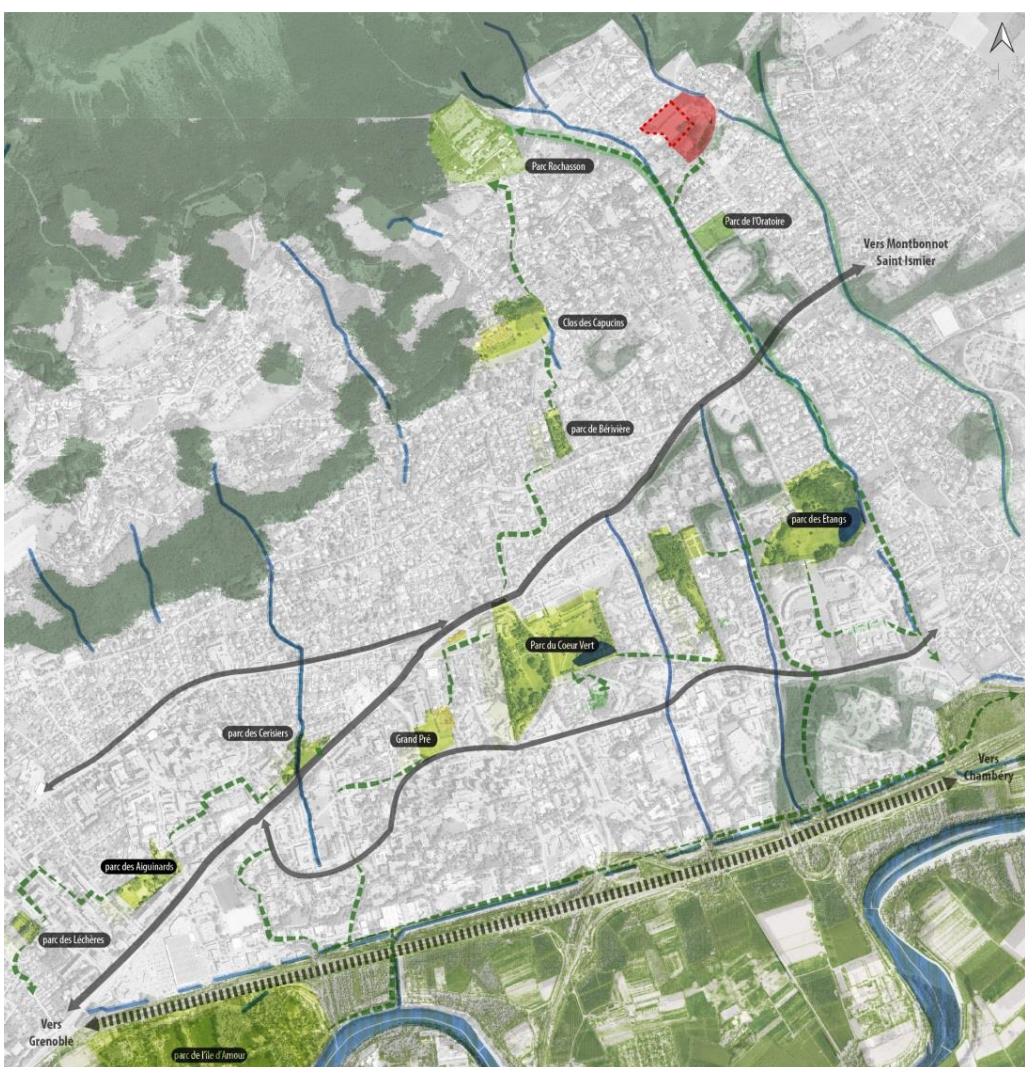 Parc Rochasson
Parc de l'Oratoire
Vers Montbonnot
Saint Ismier
Clos des Capucins
parc de Bérivière
parc des Etangs
Parc du Coeur Vert
parc des Cerisiers
Grand Pré
Vers
Chambéry
parc des Aiguinards
parc des Léchères
Vers
Grenoble
parc de l'île d'Amour